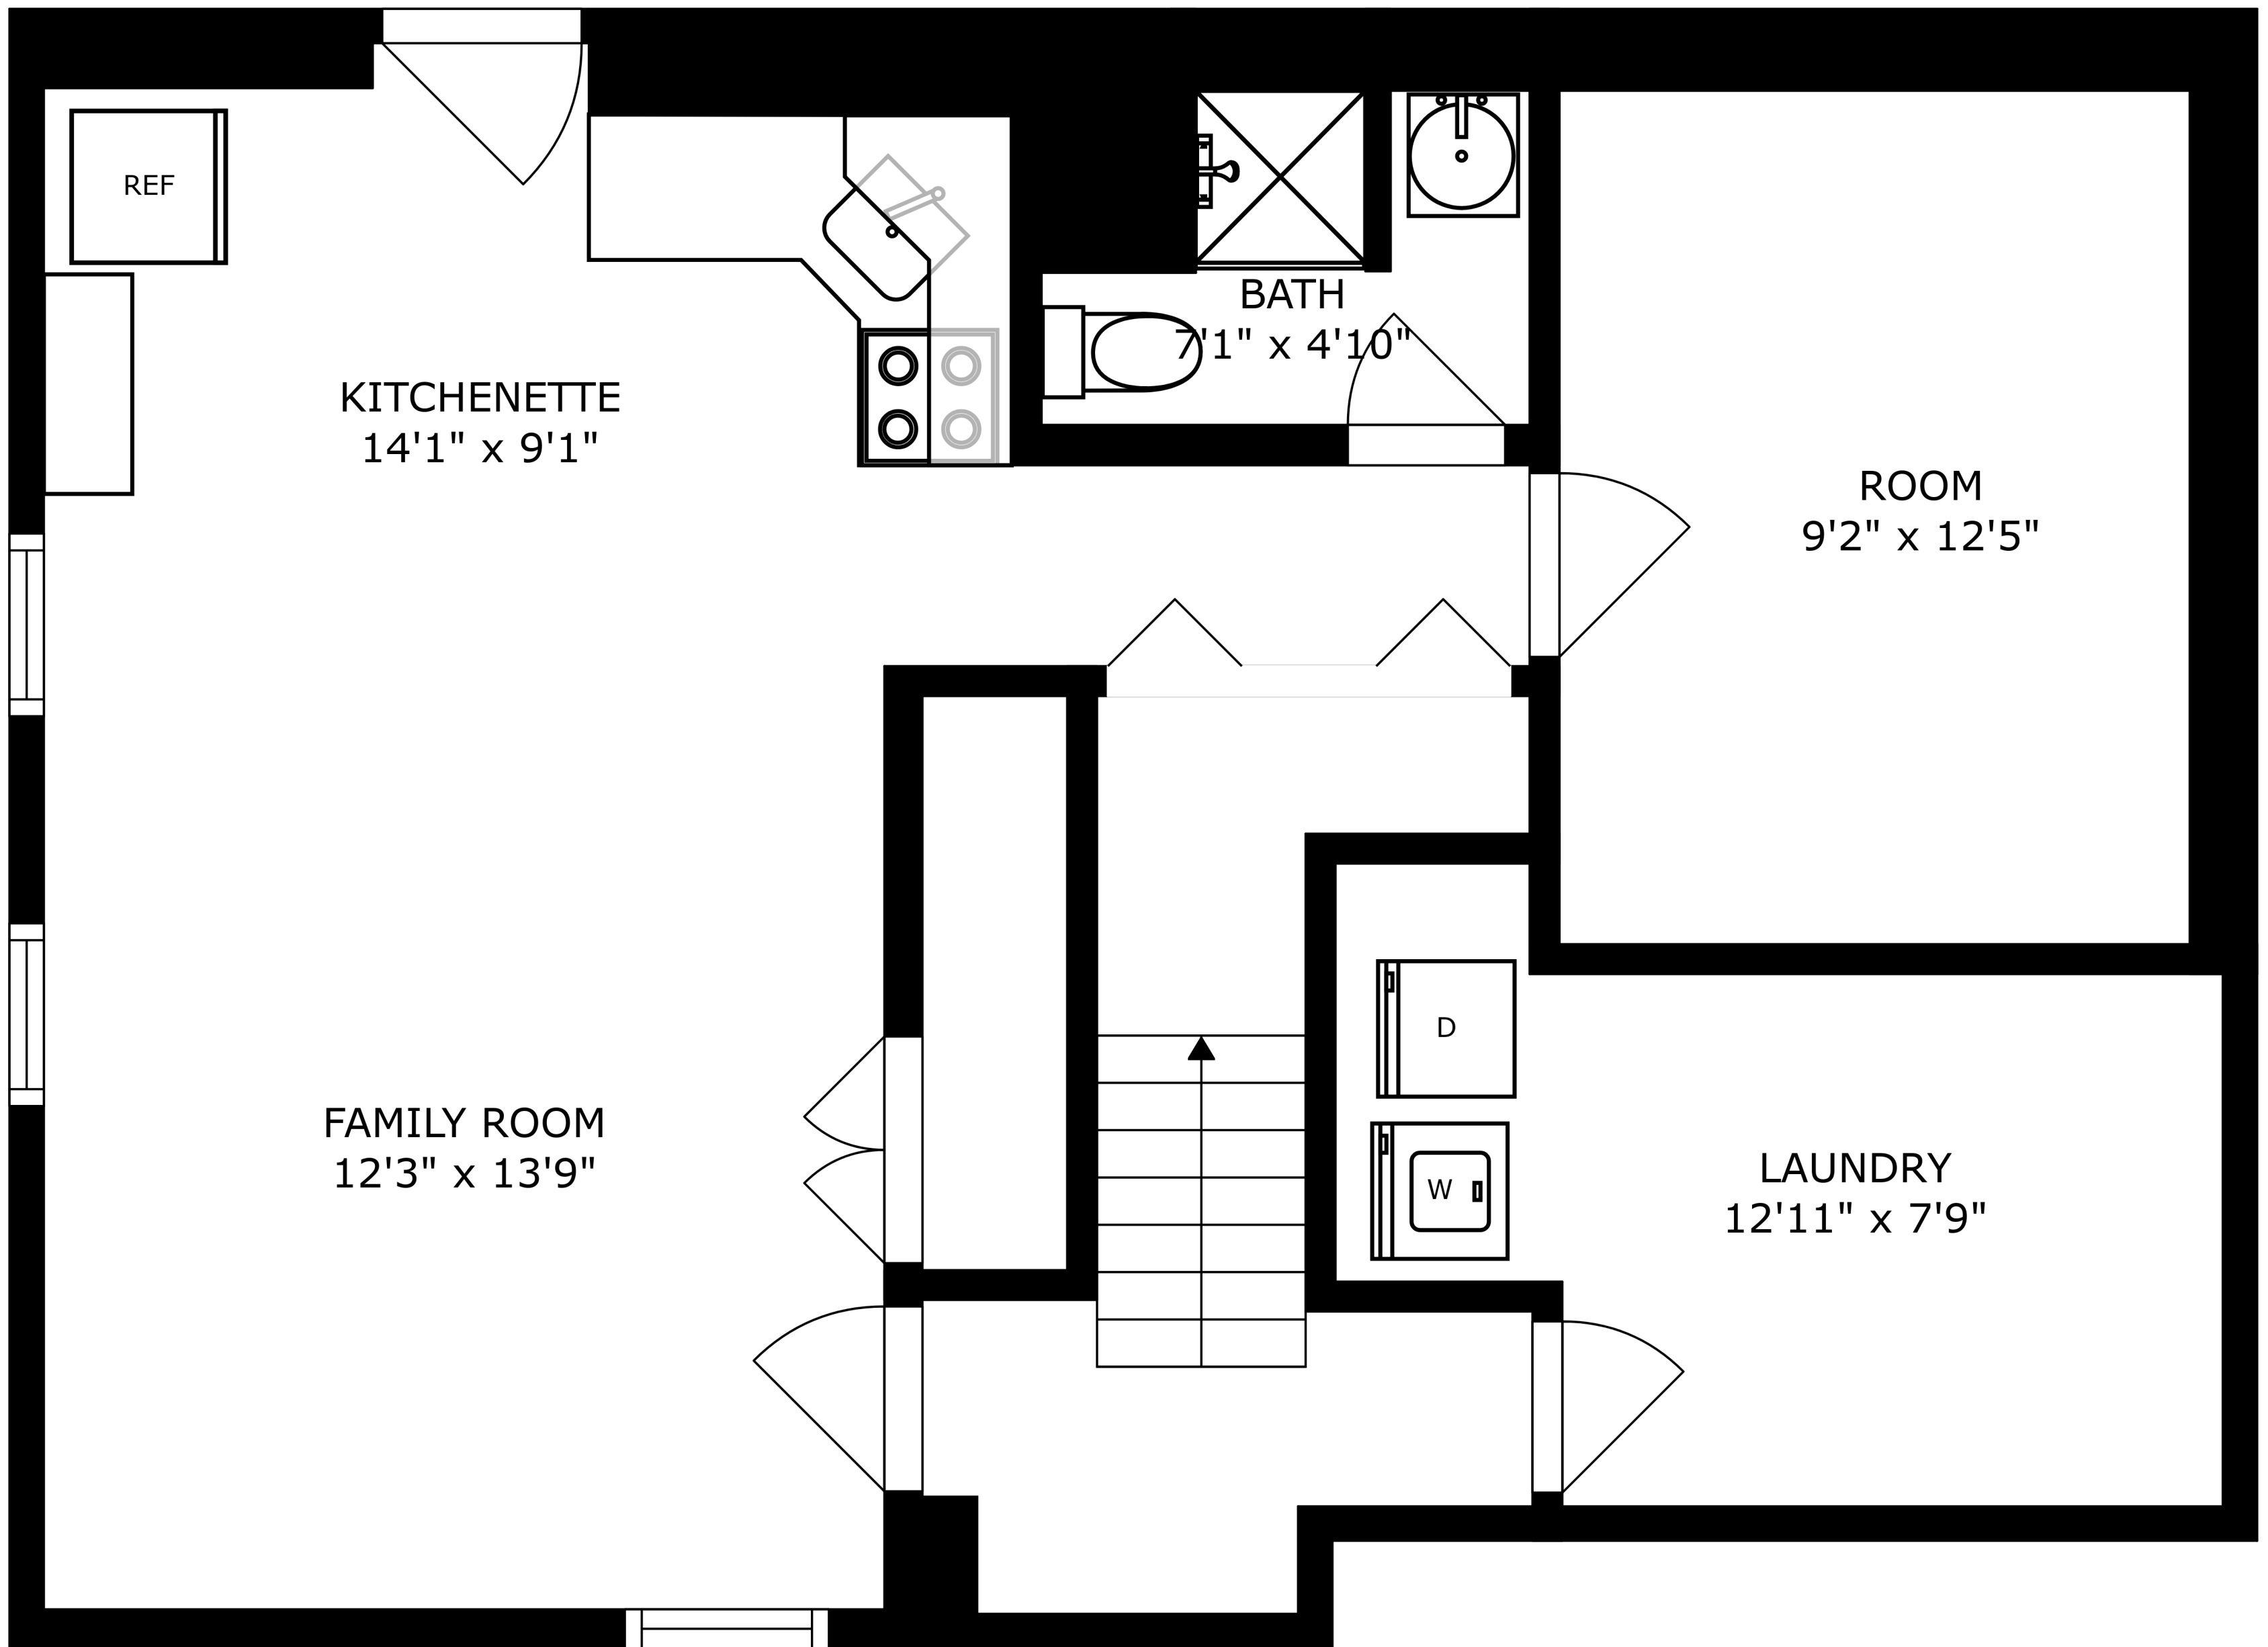 REF
BATH
7'1" x 4'10"
KITCHENETTE
14'1" x 9'1"
ROOM
9'2" x 12'5"
D
W
FAMILY ROOM
12'3" x 13'9"
LAUNDRY
12'11" x 7'9"